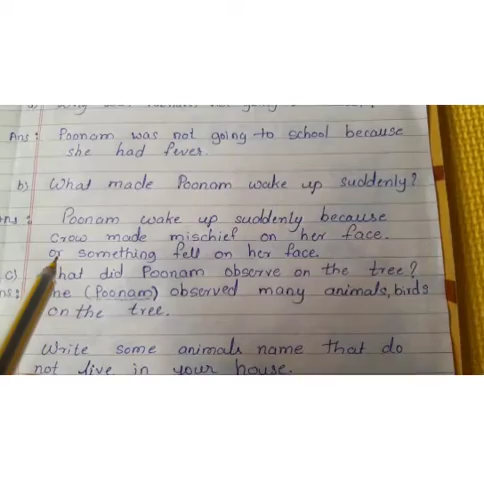 Ans: Poonam was not going to school because
she had fever.
b) What made Poonam wake up suddenly?
Ans: Poonam wake up suddenly because
crow made mischief on her face.
or something fell on her face.
c) What did Poonam observe on the tree?
observed many animals, birds
(Poonam)
on the tree.
Write some animals name that do
not live in your house.